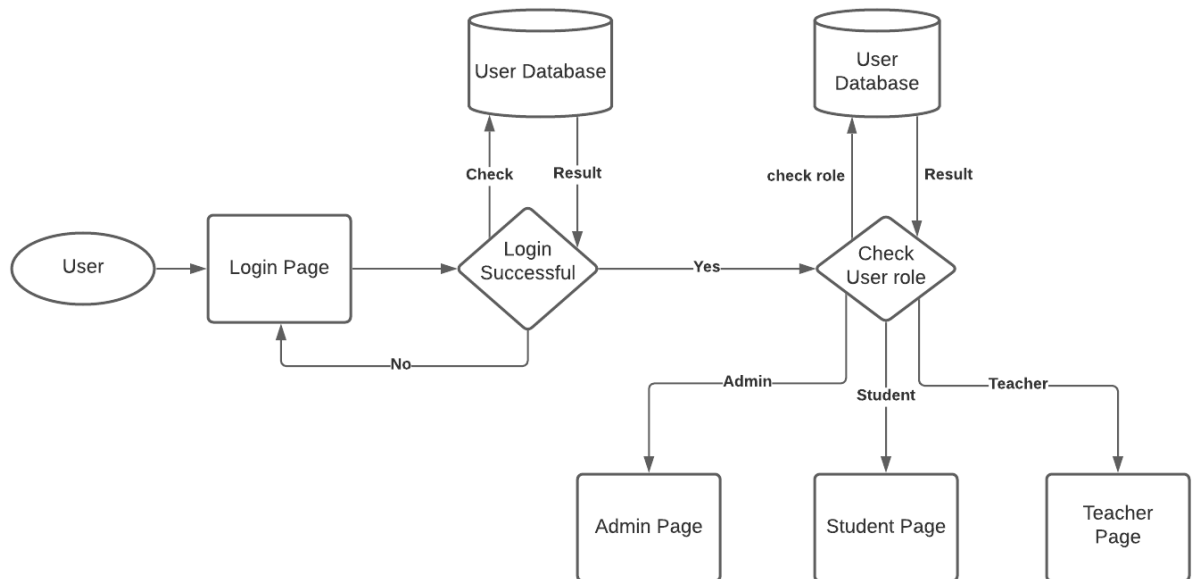 User Database
User
Database
Check
Result
check role
Result
User
Login Page
Login
Successful
Yes
Check
User role
No
Admin
Student
Teacher
Admin Page
Student Page
Teacher
Page